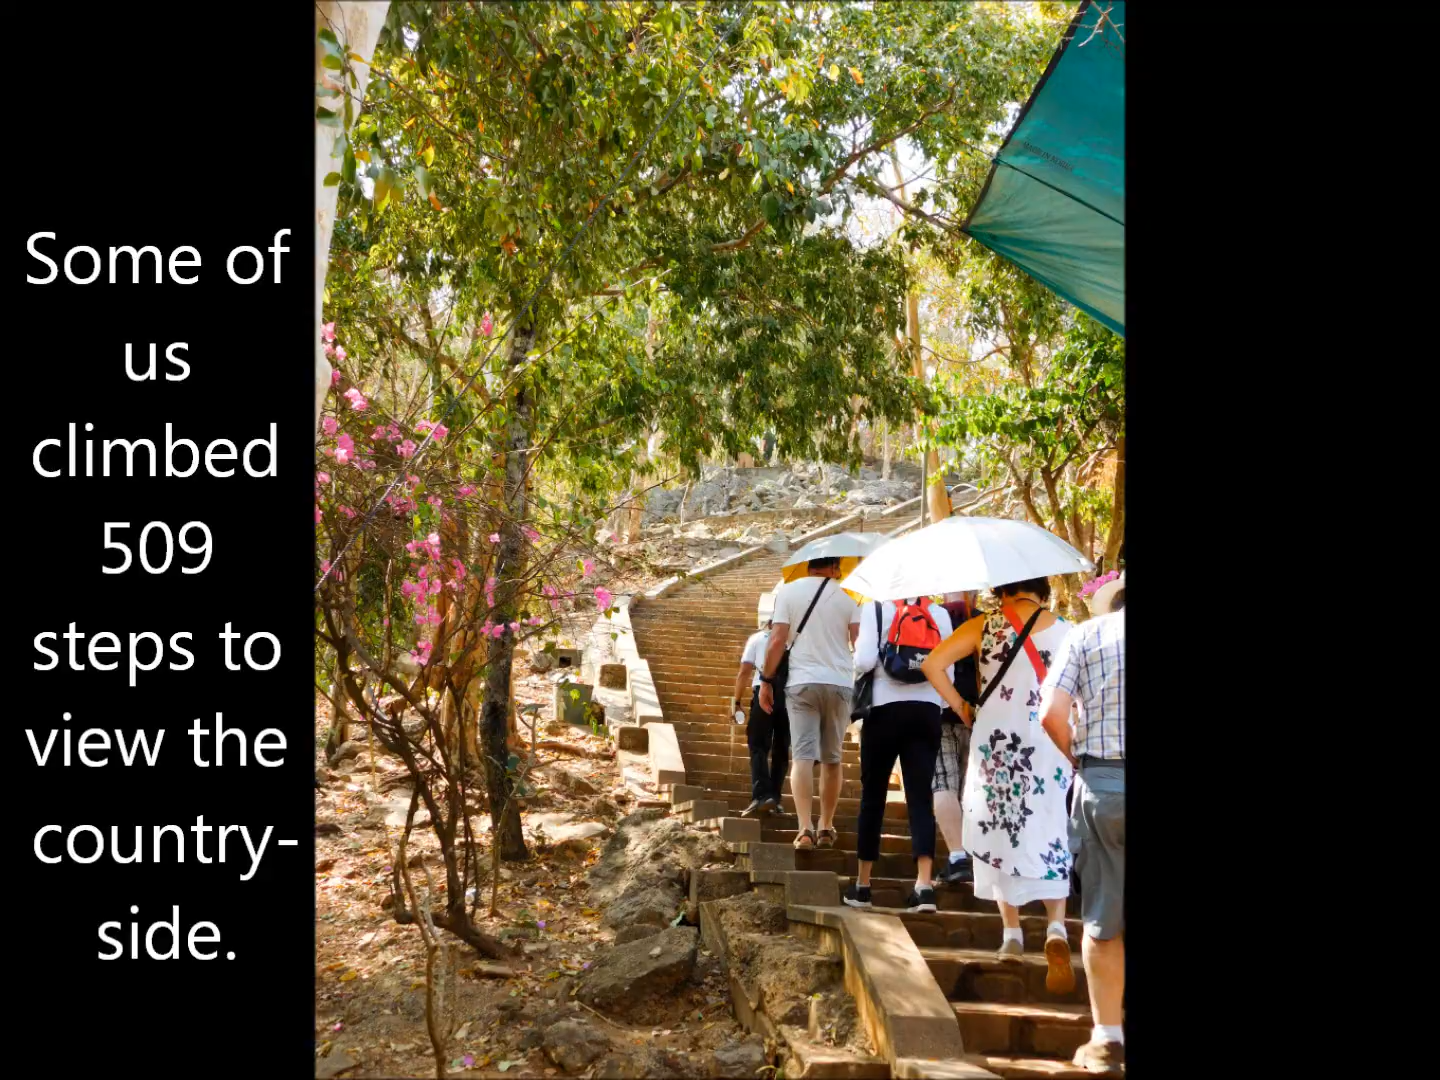 Some of
us
climbed
509
steps to
view the
country-
side.